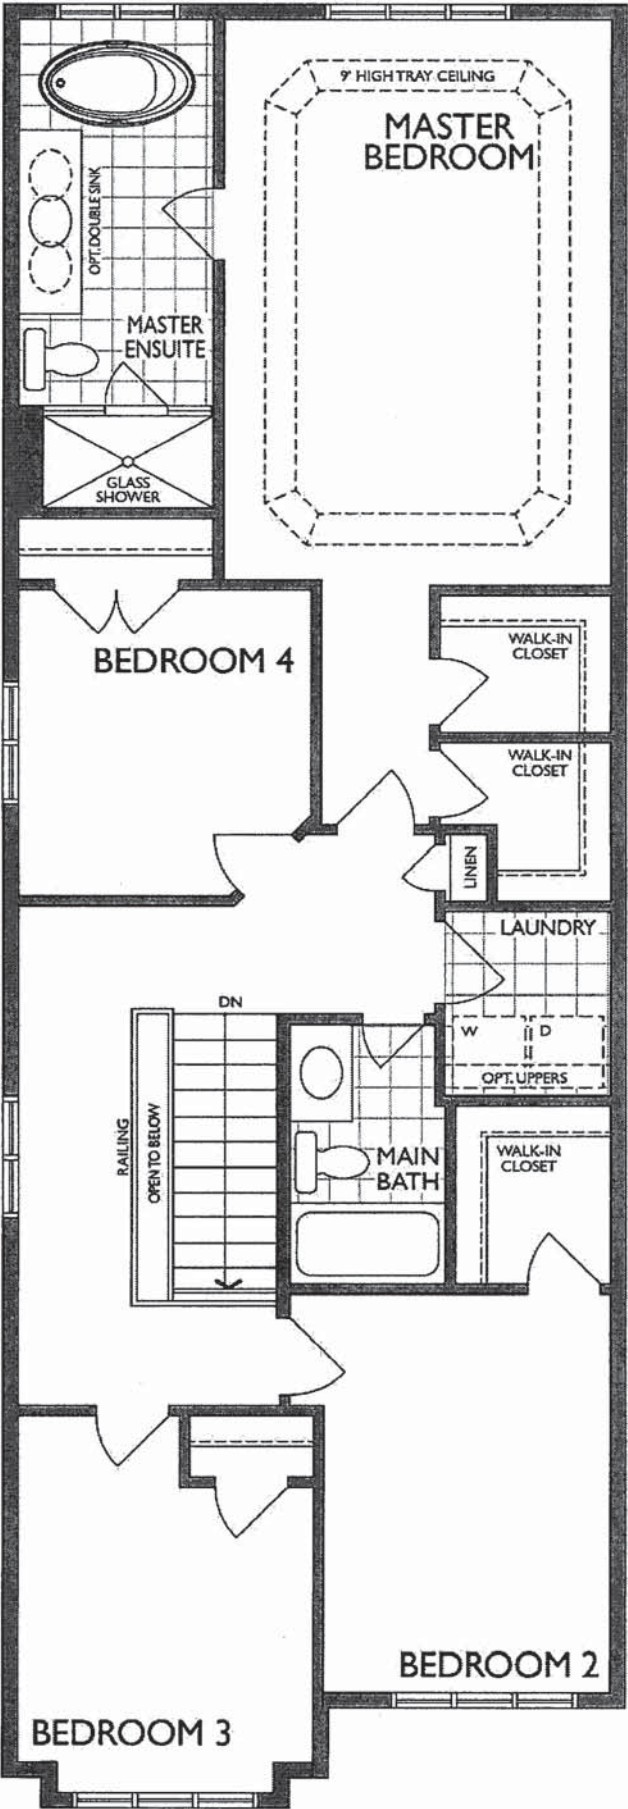 9' HIGH TRAY CEILING
MASTER
BEDROOM
OPT. DOUBLE SINK
MASTER
ENSUITE
GLASS
SHOWER
BEDROOM 4
WALK-IN
CLOSET
WALK-IN
CLOSET
LINEN
LAUNDRY
DN
W
D
OPT. UPPERS
RAILING
OPEN TO BELOW
MAIN
BATH
WALK-IN
CLOSET
BEDROOM 2
BEDROOM 3